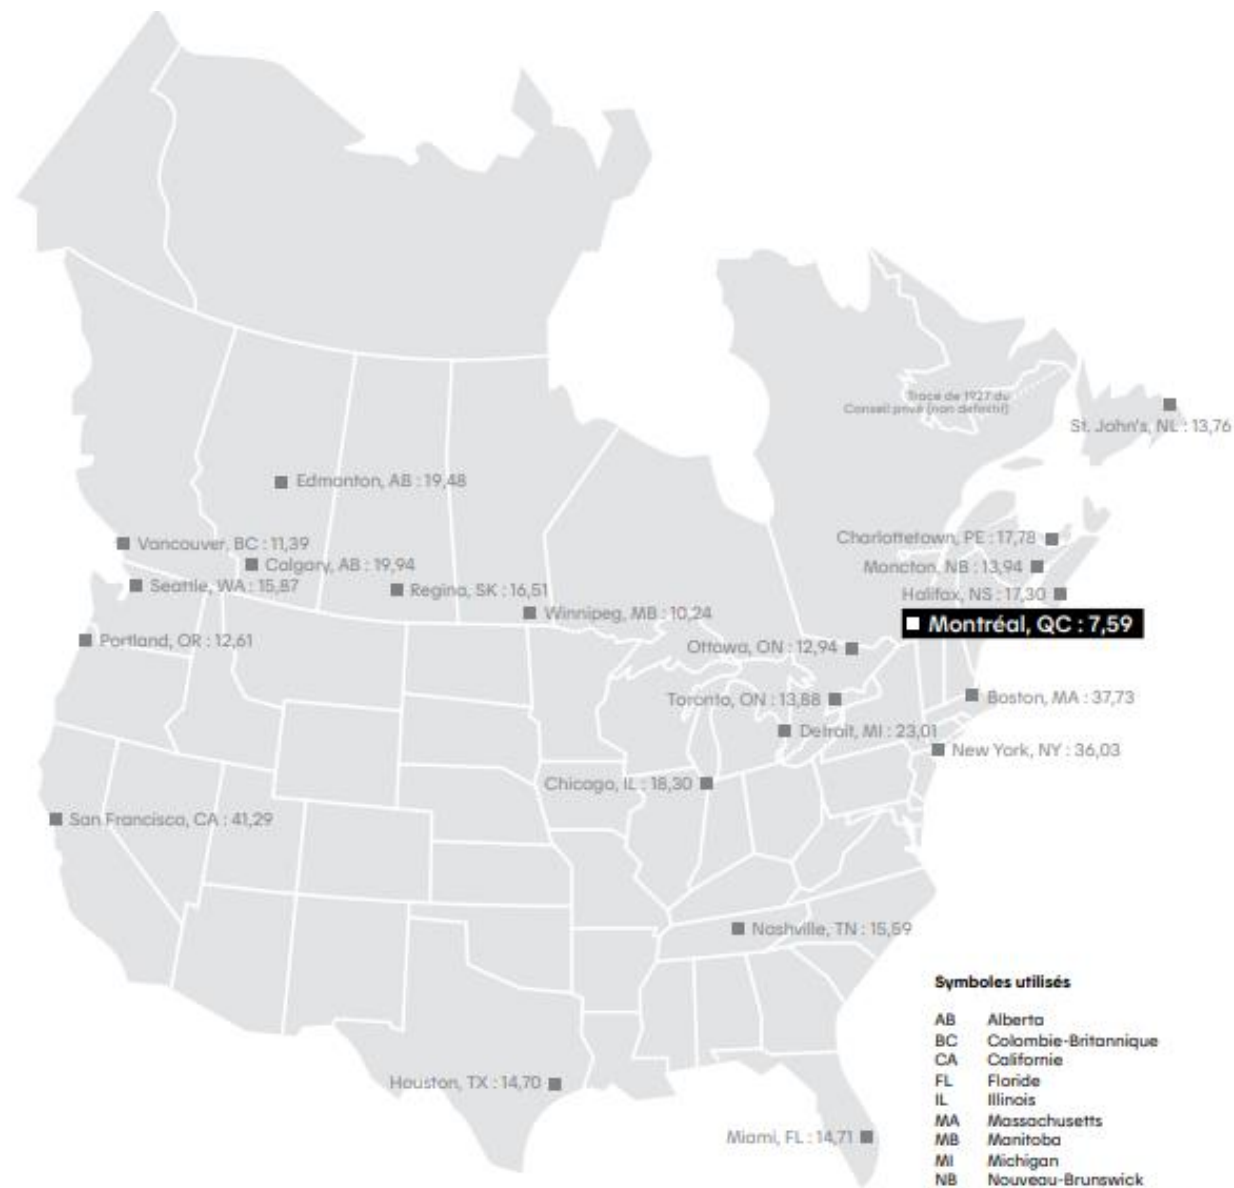 Tracé de 1927 du
Conseil privé (non définitif)
St. John's, NL : 13,76
Edmonton, AB : 19,48
Charlottetown, PE : 17,78
Vancouver, BC : 11,39
Calgary, AB : 19,94
Moncton, NB : 13,94
Seattle, WA : 15,87
Regina, SK : 16,51
Halifax, NS : 17,30
Winnipeg, MB : 10,24
Montréal, QC : 7,59
Portland, OR : 12,61
Ottawa, ON : 12,94
Toronto, ON : 13,88
Boston, MA : 37,73
Detroit, MI : 23,01
New York, NY : 36,03
Chicago, IL : 18,30
San Francisco, CA : 41,29
Nashville, TN : 15,59
Houston, TX : 14,70
Miami, FL : 14,71
Symboles utilisés
AB Alberta
BC Colombie-Britannique
CA Californie
FL Floride
IL Illinois
MA Massachusetts
MB Manitoba
MI Michigan
NB Nouveau-Brunswick